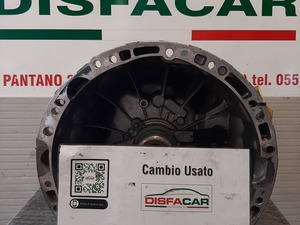 DISFACAR
PANTANO
tel. 055
Cambio Usato
DISFACAR